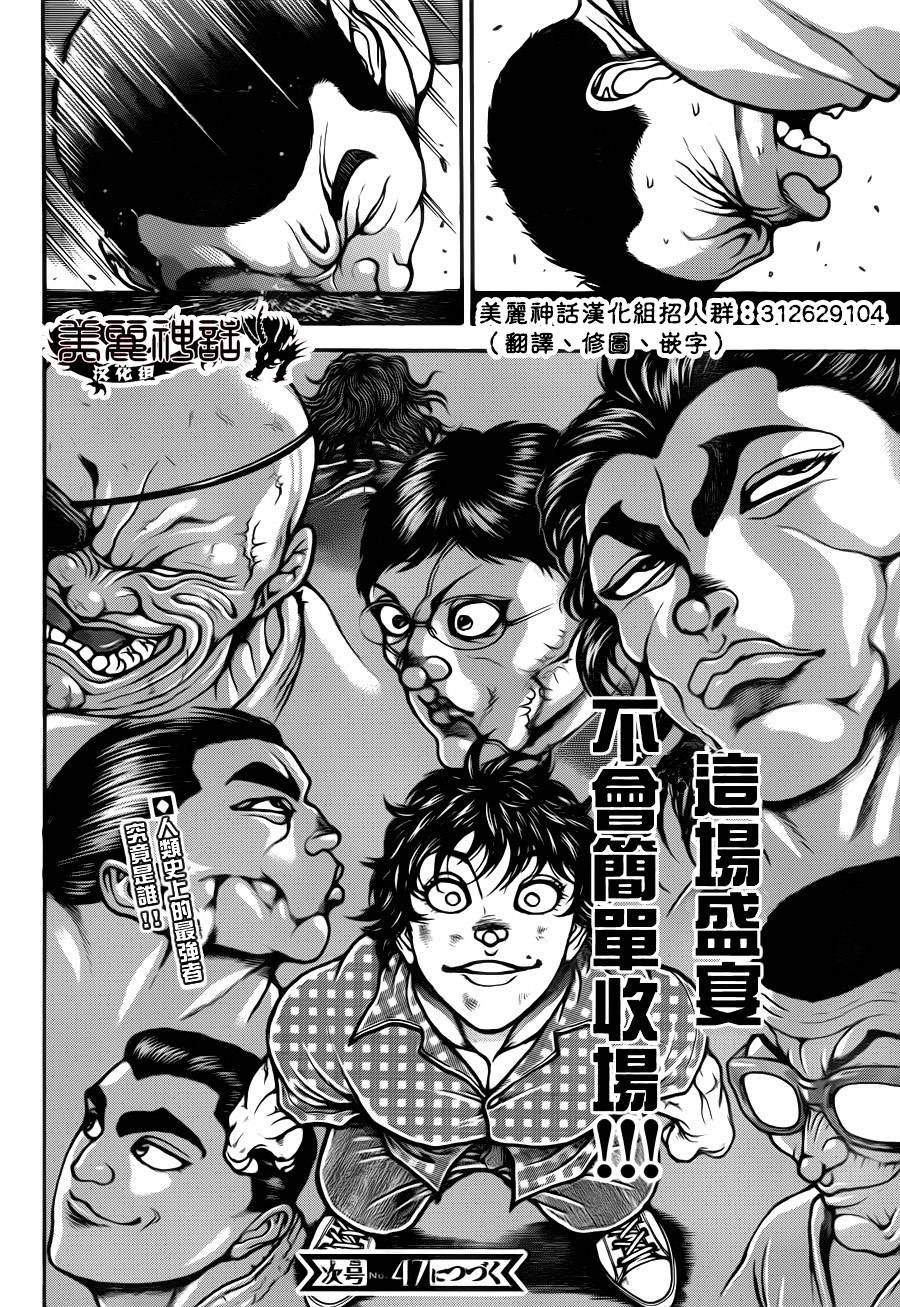 美麗神話漢化組招人群：312629104
（翻譯、修圖、嵌字）
美麗神話
汉化组
這場盛宴
不會簡單收場!!!
◆人類史上的最強者
究竟是誰!!
次号No.47につづく